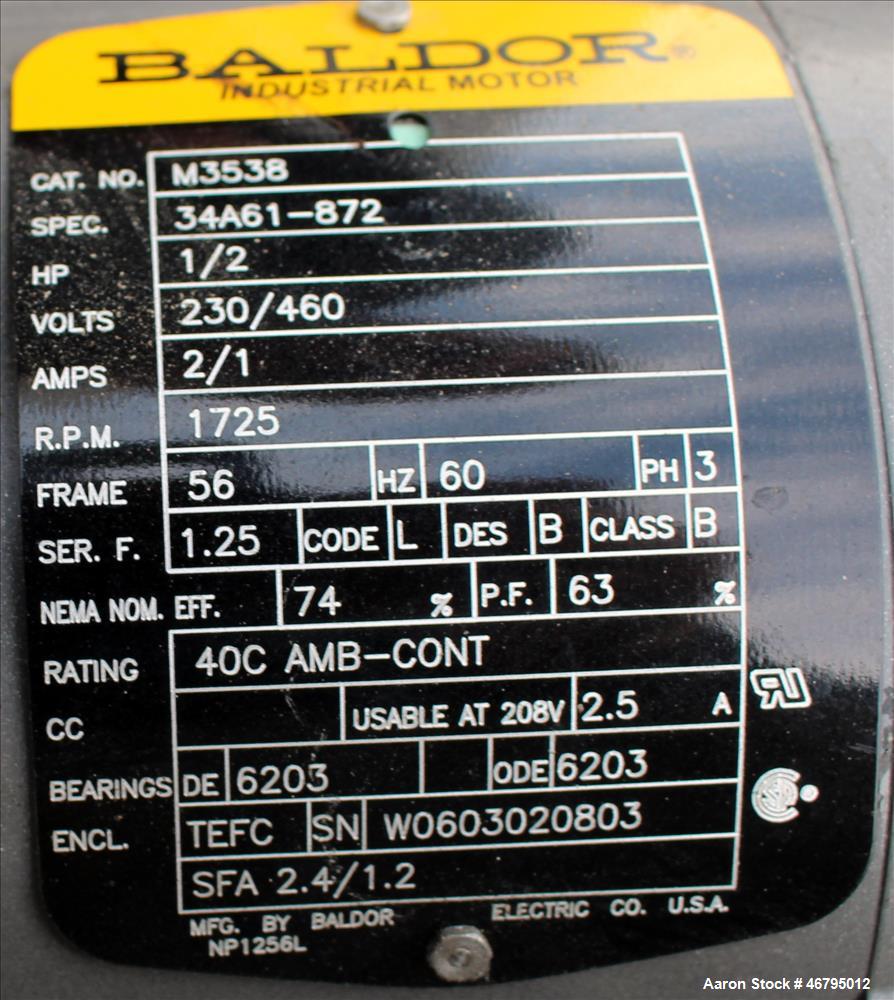 BALDOR®
INDUSTRIAL MOTOR
CAT. NO. M3538
SPEC. 34A61-872
HP 1/2
VOLTS 230/460
AMPS 2/1
R.P.M. 1725
FRAME 56 HZ 60 PH 3
SER. F. 1.25 CODE L DES B CLASS B
NEMA NOM. EFF. 74 % P.F. 63 %
RATING 40C AMB-CONT
CC USABLE AT 208V 2.5 A
BEARINGS DE 6203 ODE 6203
ENCL. TEFC SN W0603020803
SFA 2.4/1.2
MFG. BY BALDOR ELECTRIC CO. U.S.A.
NP1256L
Aaron Stock # 46795012